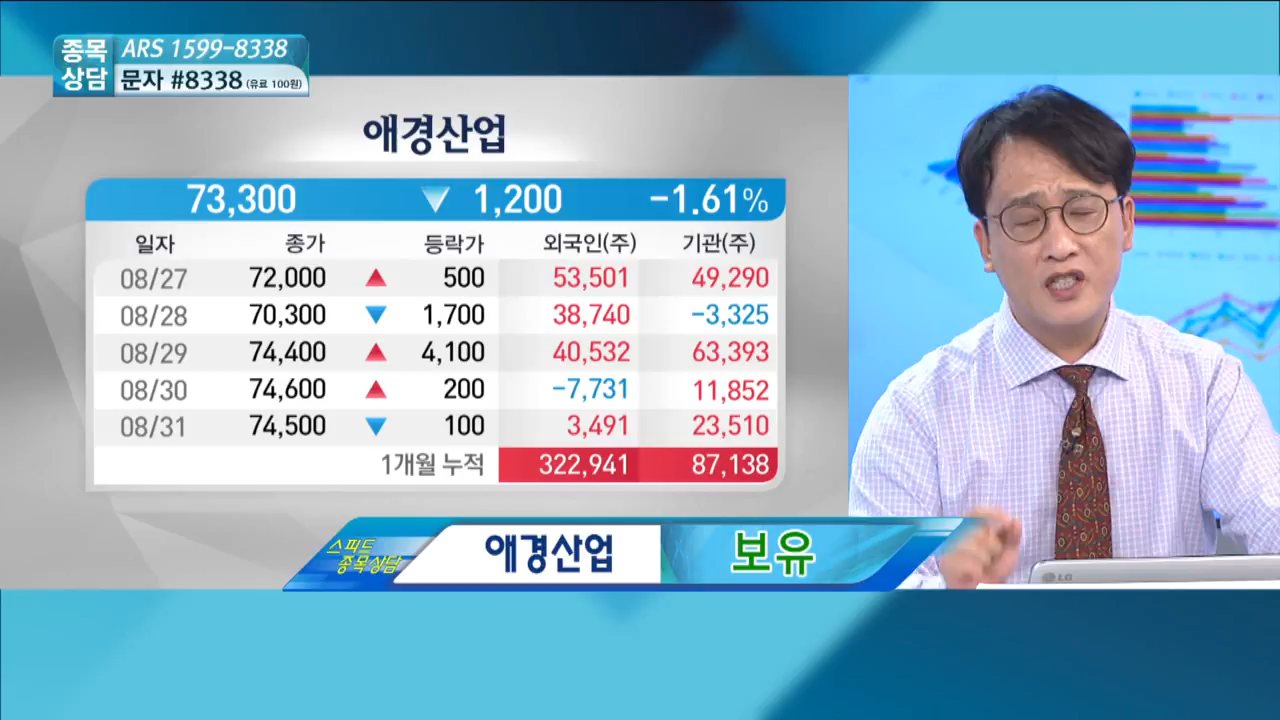 종목상담 ARS 1599-8338
문자 #8338 (유료 100원)
애경산업
73,300 ▼ 1,200 -1.61%
일자 종가 등락가 외국인(주) 기관(주)
08/27 72,000 ▲ 500 53,501 49,290
08/28 70,300 ▼ 1,700 38,740 -3,325
08/29 74,400 ▲ 4,100 40,532 63,393
08/30 74,600 ▲ 200 -7,731 11,852
08/31 74,500 ▼ 100 3,491 23,510
1개월 누적 322,941 87,138
스피드
종목상담
애경산업 보유
LG